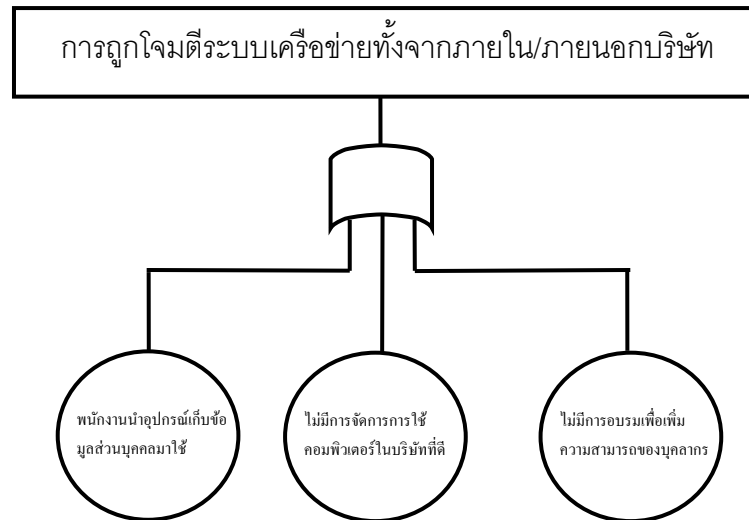 การถูกโจมตีระบบเครือข่ายทั้งจากภายใน/ภายนอกบริษัท
พนักงานนำอุปกรณ์เก็บข้อ
มูลส่วนบุคคลมาใช้
ไม่มีการจัดการการใช้
คอมพิวเตอร์ในบริษัทที่ดี
ไม่มีการอบรมเพื่อเพิ่ม
ความสามารถของบุคลากร